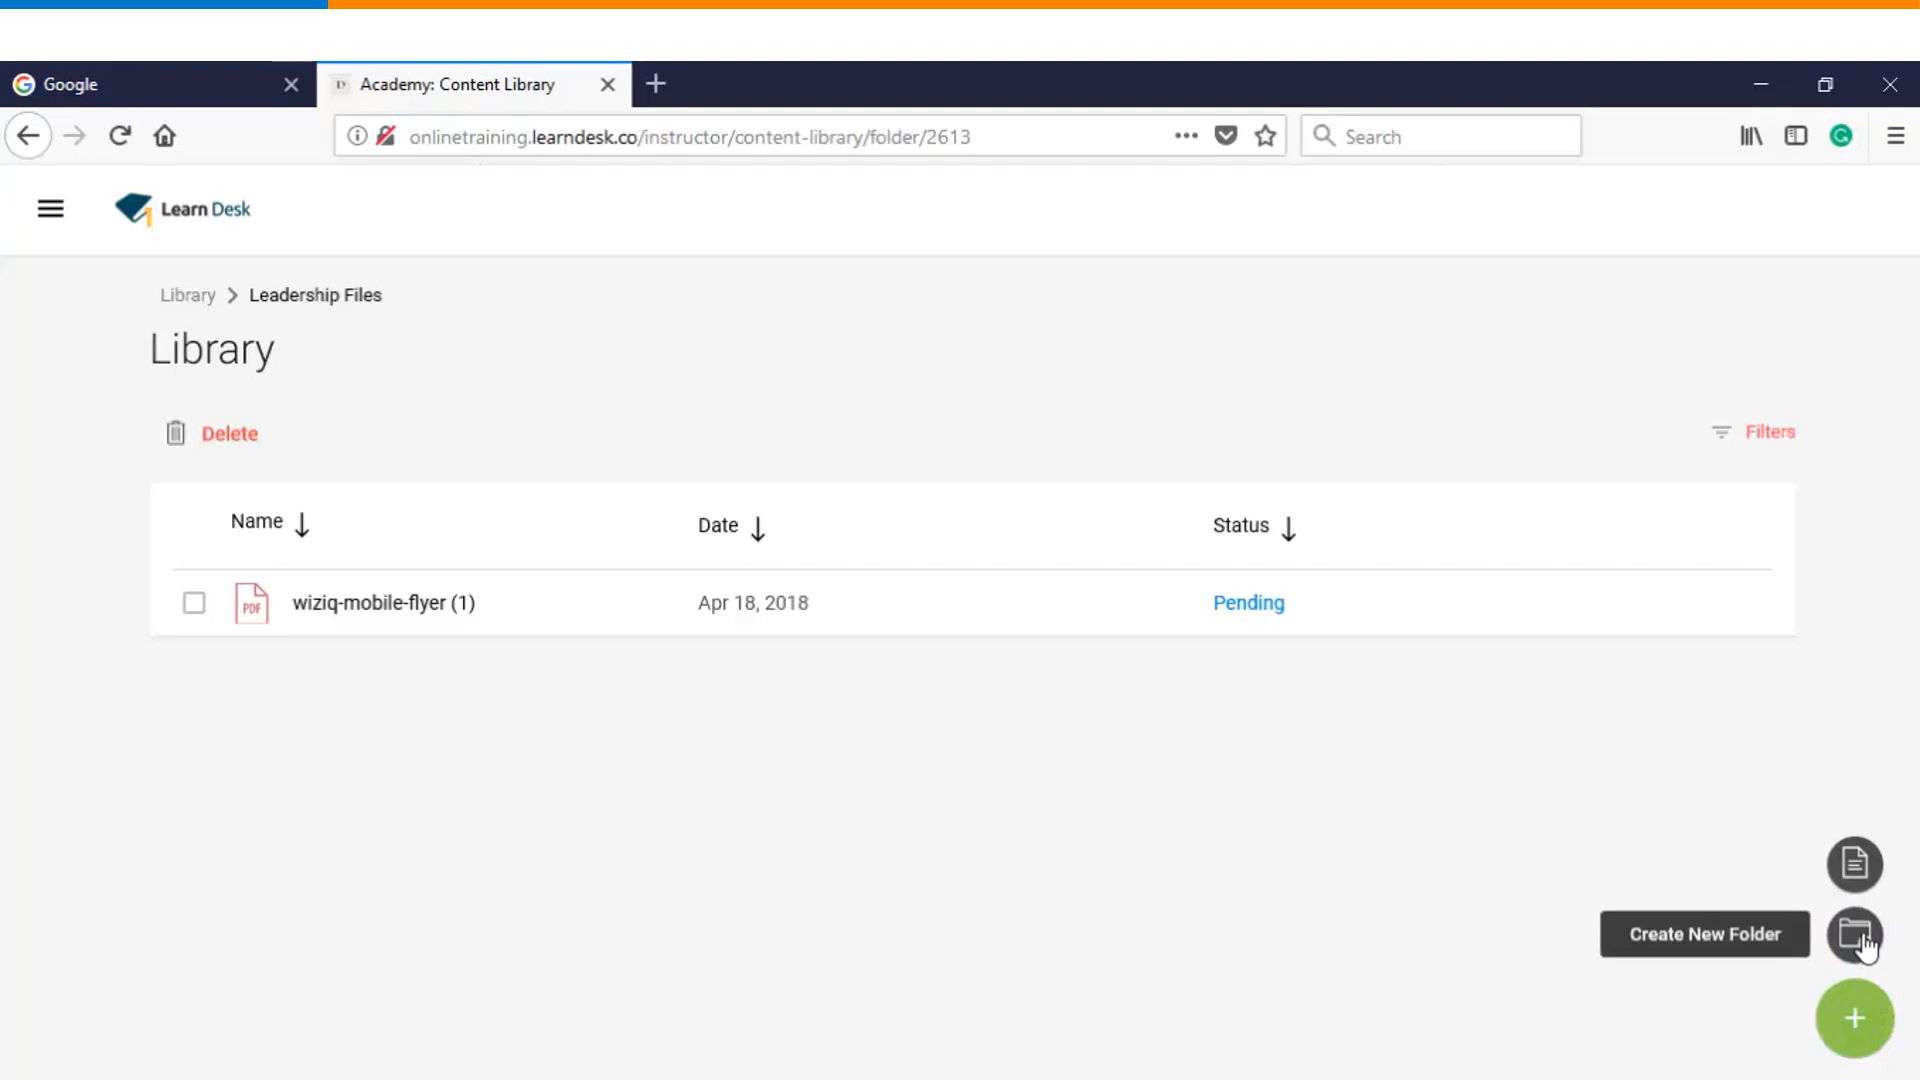 Google
Academy: Content Library
onlinetraining.learndesk.co/instructor/content-library/folder/2613
Search
Learn Desk
Library > Leadership Files
Library
Delete
Filters
Name
Date
Status
PDF
wiziq-mobile-flyer (1)
Apr 18, 2018
Pending
Create New Folder